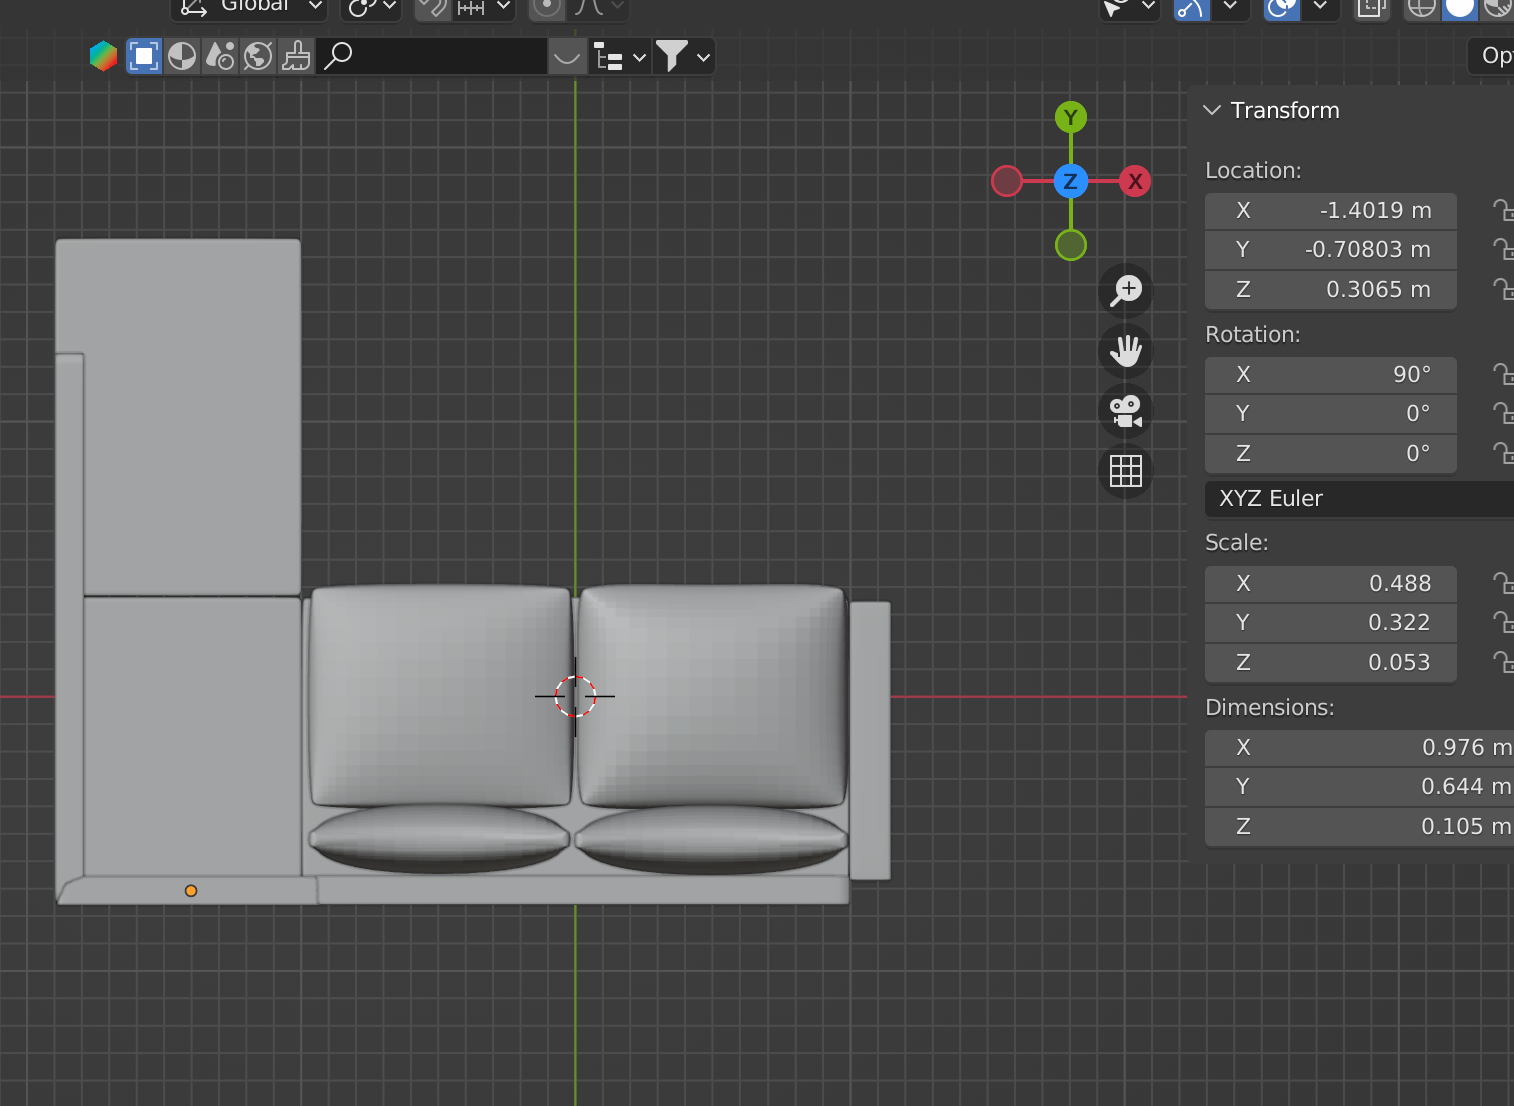 Global
Opt
Y
Z
X
Transform
Location:
X -1.4019 m
Y -0.70803 m
Z 0.3065 m
Rotation:
X 90°
Y 0°
Z 0°
XYZ Euler
Scale:
X 0.488
Y 0.322
Z 0.053
Dimensions:
X 0.976 m
Y 0.644 m
Z 0.105 m